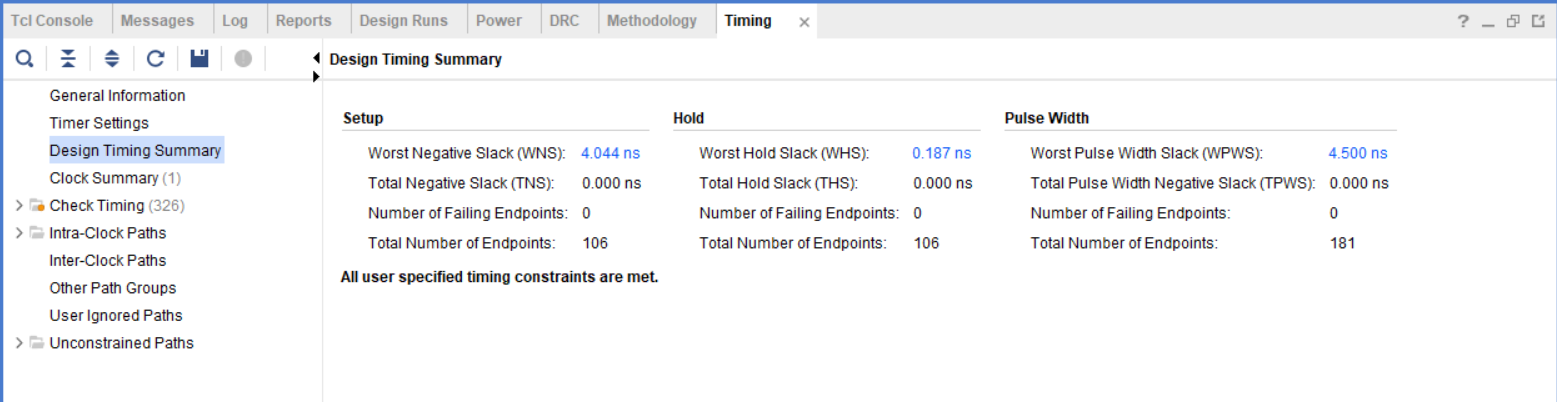 Tcl Console Messages Log Reports Design Runs Power DRC Methodology Timing × ?
Design Timing Summary
General Information
Timer Settings
Design Timing Summary
Clock Summary (1)
Check Timing (326)
Intra-Clock Paths
Inter-Clock Paths
Other Path Groups
User Ignored Paths
Unconstrained Paths
Setup Hold Pulse Width
Worst Negative Slack (WNS): 4.044 ns Worst Hold Slack (WHS): 0.187 ns Worst Pulse Width Slack (WPWS): 4.500 ns
Total Negative Slack (TNS): 0.000 ns Total Hold Slack (THS): 0.000 ns Total Pulse Width Negative Slack (TPWS): 0.000 ns
Number of Failing Endpoints: 0 Number of Failing Endpoints: 0 Number of Failing Endpoints: 0
Total Number of Endpoints: 106 Total Number of Endpoints: 106 Total Number of Endpoints: 181
All user specified timing constraints are met.